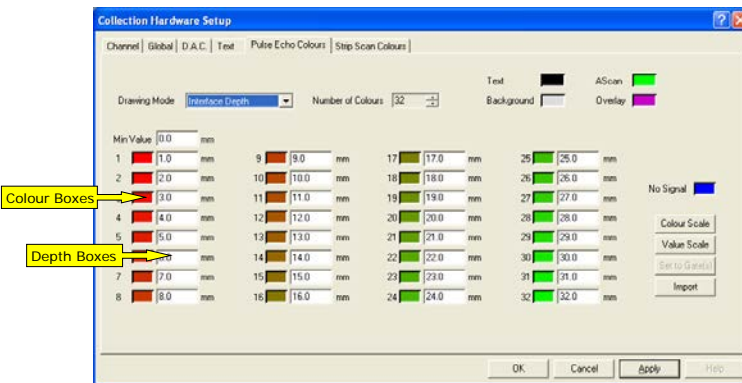 Collection Hardware Setup
Channel Global D.A.C. Text Pulse Echo Colours Strip Scan Colours
Text AScan
Drawing Mode Interface Depth Number of Colours 32 Background Overlay
Min Value 0.0 mm
1 1.0 mm 9 9.0 mm 17 17.0 mm 25 25.0 mm
2 2.0 mm 10 10.0 mm 18 18.0 mm 26 26.0 mm
Colour Boxes 3.0 mm 11 11.0 mm 19 19.0 mm 27 27.0 mm No Signal
4 4.0 mm 12 12.0 mm 20 20.0 mm 28 28.0 mm Colour Scale
5 5.0 mm 13 13.0 mm 21 21.0 mm 29 29.0 mm Value Scale
Depth Boxes mm 14 14.0 mm 22 22.0 mm 30 30.0 mm Set to Gate(s)
7 7.0 mm 15 15.0 mm 23 23.0 mm 31 31.0 mm Import
8 8.0 mm 16 16.0 mm 24 24.0 mm 32 32.0 mm
OK Cancel Apply Help